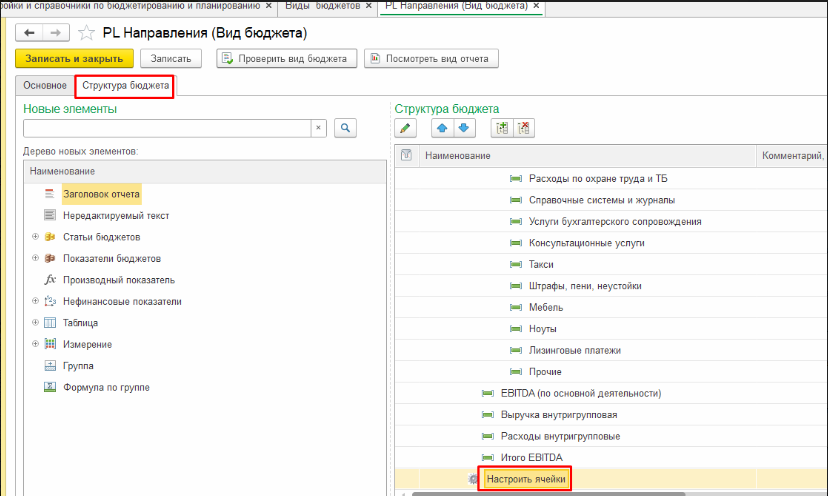 ройки и справочники по бюджетированию и планированию × Виды бюджетов × PL Направления (Вид бюджета) ×
PL Направления (Вид бюджета)
Записать и закрыть Записать Проверить вид бюджета Посмотреть вид отчета
Основное Структура бюджета
Новые элементы
Дерево новых элементов:
Наименование
Заголовок отчета
Нередактируемый текст
Статьи бюджетов
Показатели бюджетов
Производный показатель
Нефинансовые показатели
Таблица
Измерение
Группа
Формула по группе
Структура бюджета
Наименование Комментарий,
Расходы по охране труда и ТБ
Справочные системы и журналы
Услуги бухгалтерского сопровождения
Консультационные услуги
Такси
Штрафы, пени, неустойки
Мебель
Ноуты
Лизинговые платежи
Прочие
EBITDA (по основной деятельности)
Выручка внутригрупповая
Расходы внутригрупповые
Итого EBITDA
Настроить ячейки